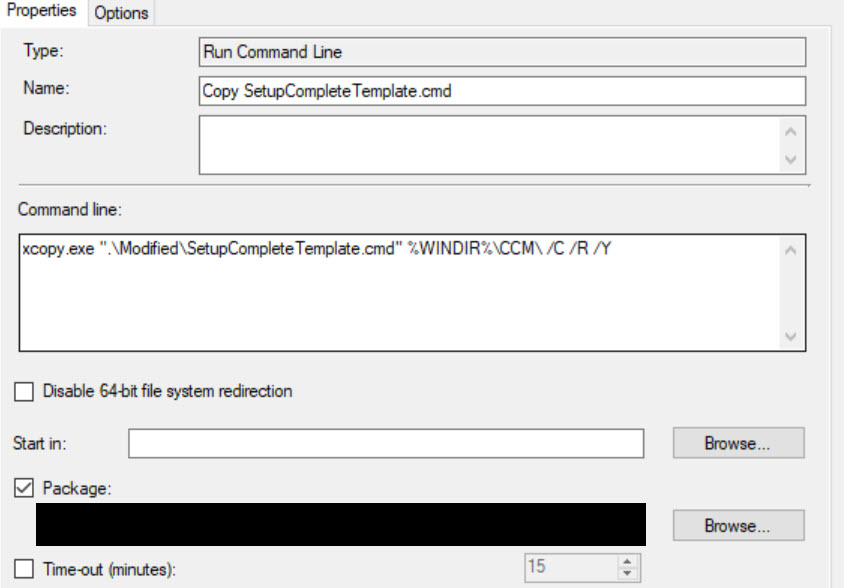 Properties
Options
Type:
Run Command Line
Name:
Copy SetupCompleteTemplate.cmd
Description:
Command line:
xcopy.exe ".\Modified\SetupCompleteTemplate.cmd" %WINDIR%\CCM\ /C /R /Y
Disable 64-bit file system redirection
Start in:
Browse...
Package:
Browse...
Time-out (minutes):
15